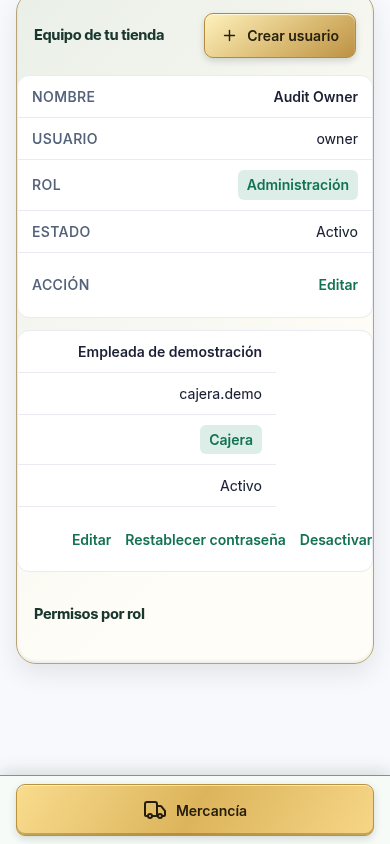 Equipo de tu tienda
Crear usuario
NOMBRE Audit Owner
USUARIO owner
ROL Administración
ESTADO Activo
ACCIÓN Editar
Empleada de demostración
cajera.demo
Cajera
Activo
Editar Restablecer contraseña Desactivar
Permisos por rol
Mercancía